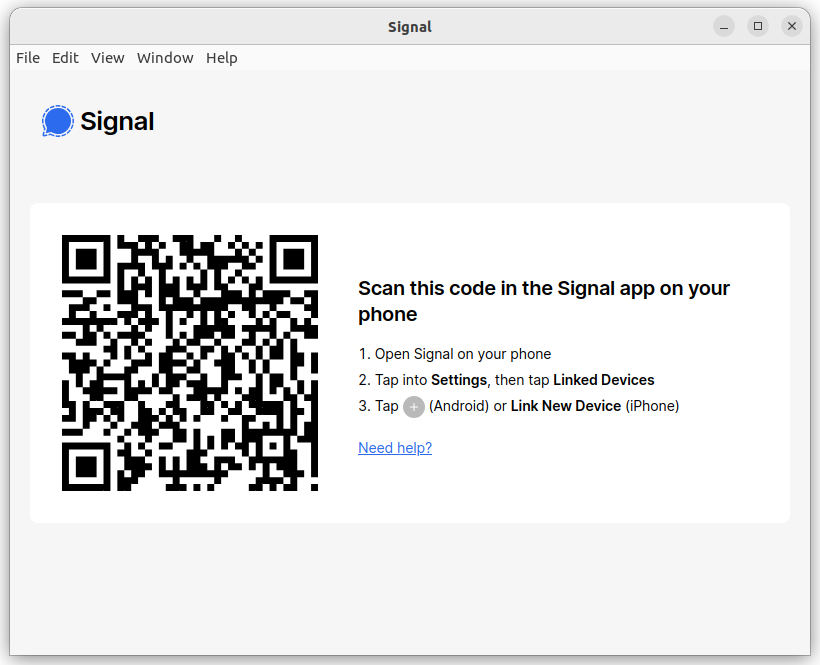 Signal
File Edit View Window Help
Signal
Scan this code in the Signal app on your
phone
1. Open Signal on your phone
2. Tap into Settings, then tap Linked Devices
3. Tap + (Android) or Link New Device (iPhone)
Need help?